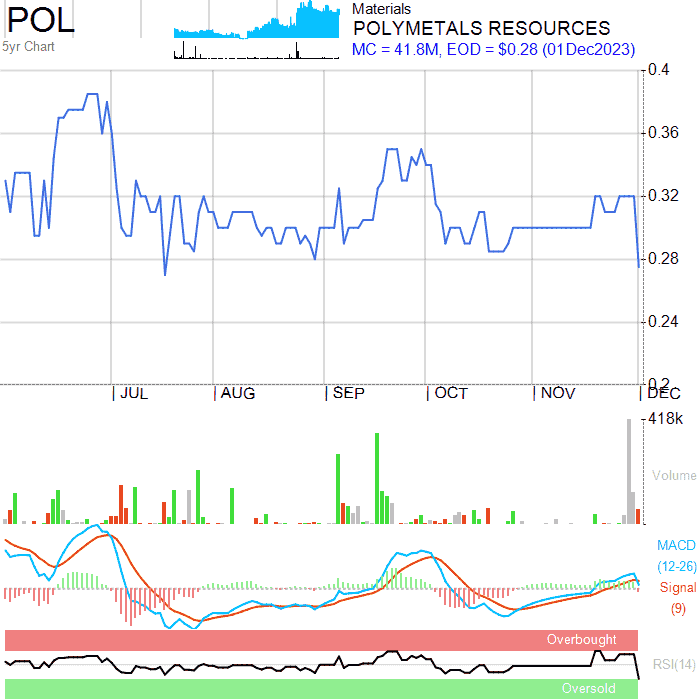 POL
Materials
POLYMETALS RESOURCES
5yr Chart
MC = 41.8M, EOD = $0.28 (01Dec2023)
0.4
0.36
0.32
0.28
0.24
0.2
JUL AUG SEP OCT NOV DEC
418k
Volume
MACD
(12-26)
Signal
(9)
Overbought
RSI(14)
Oversold